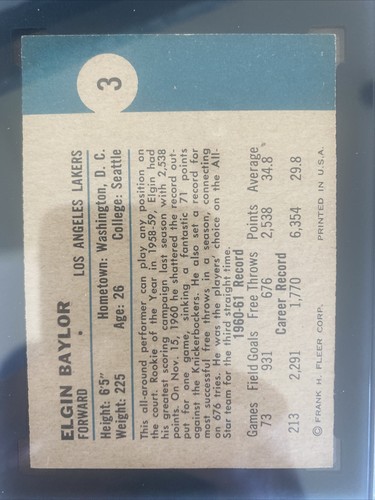 3
ELGIN BAYLOR
FORWARD • LOS ANGELES LAKERS
Height: 6'5" Hometown: Washington, D. C.
Weight: 225 Age: 26 College: Seattle
This all-around performer can play any position on
the court. Rookie of the Year in 1958-59, Elgin had
his greatest scoring campaign last season with 2,538
points. On Nov. 15, 1960 he shattered the record out-
put for one game, sinking a fantastic 71 points
against the Knickerbockers. He also set a record for
most successful free throws in a season, connecting
on 676 tries. He was the players' choice on the All-
Star team for the third straight time.
1960-61 Record
Games Field Goals Free Throws Points Average
73 931 676 2,538 34.8
Career Record
213 2,291 1,770 6,354 29.8
© FRANK H. FLEER CORP. PRINTED IN U.S.A.